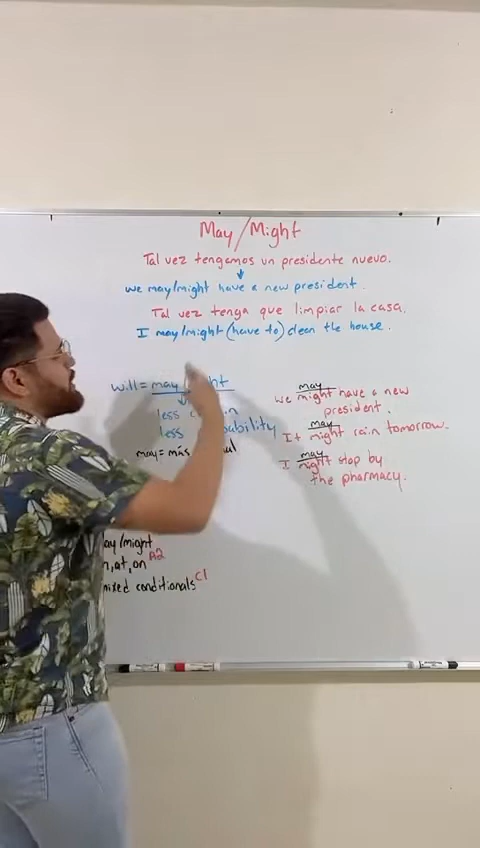 May/Might
Tal vez tengamos un presidente nuevo.
we may/might have a new president.
Tal vez tenga que limpiar la casa.
I may/might (have to) clean the house.
will = may
less
less
may = más
may
we might have a new
president.
may
It might rain tomorrow.
may
I might stop by
the pharmacy.
ay/might
n, at, on A2
mixed conditionals C1